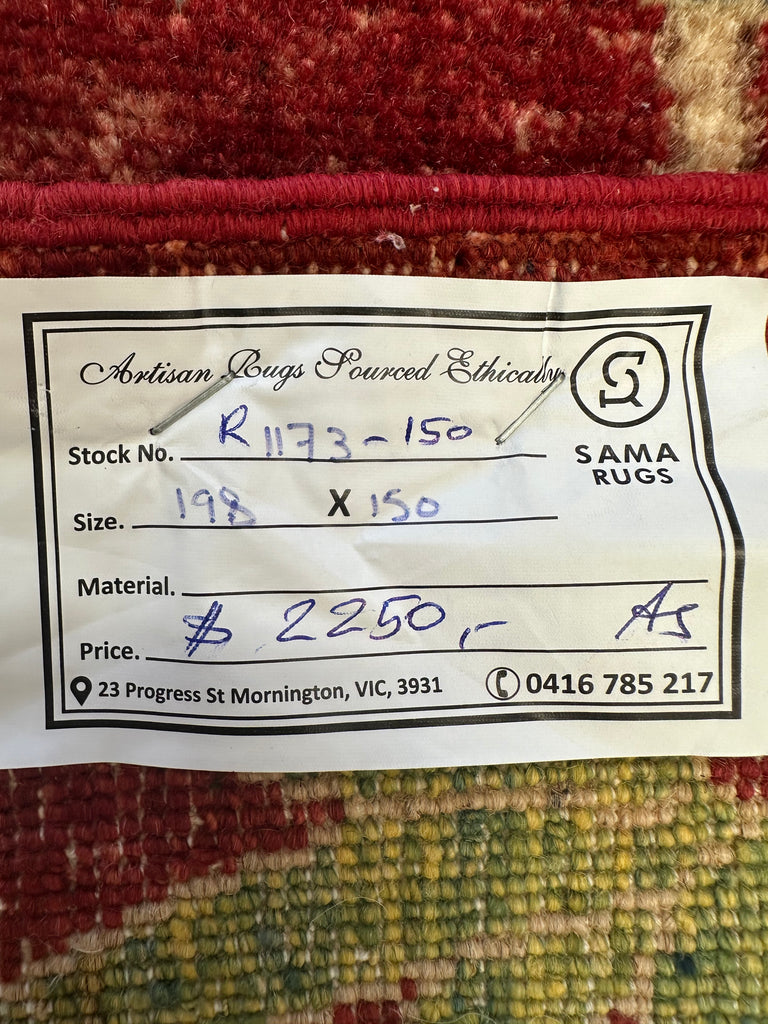 Artisan Rugs Sourced Ethically
Stock No. R1173-150
SAMA
RUGS
Size. 198 X 150
Material.
Price. $ 2250,- As
23 Progress St Mornington, VIC, 3931
0416 785 217